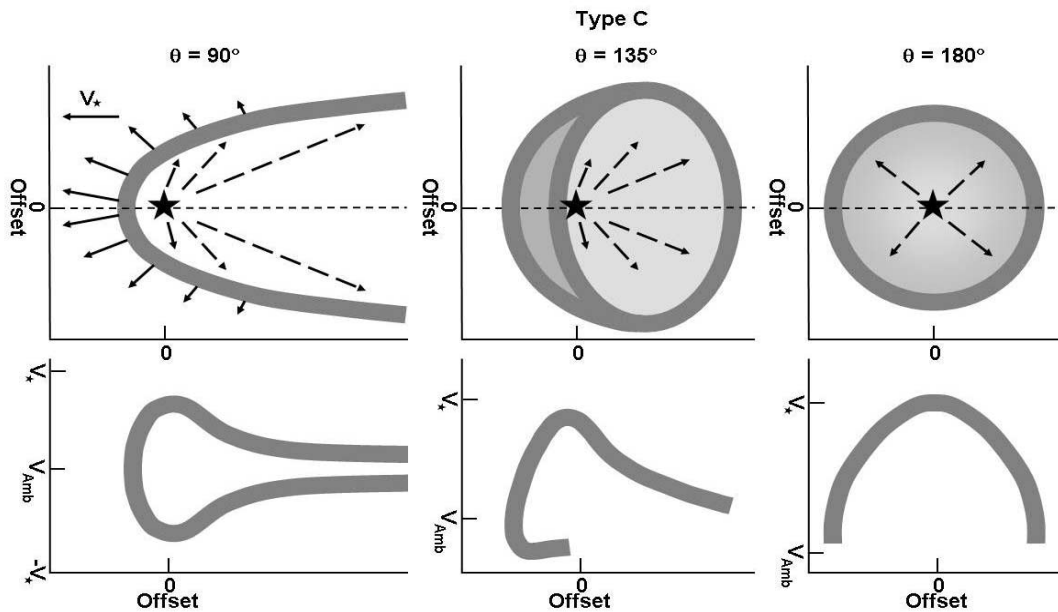 Type C
θ = 90°
θ = 135°
θ = 180°
V★
Offset
0
0
Offset
0
0
Offset
0
0
V★
VAmb
-V★
0
Offset
V★
VAmb
0
Offset
V★
VAmb
0
Offset